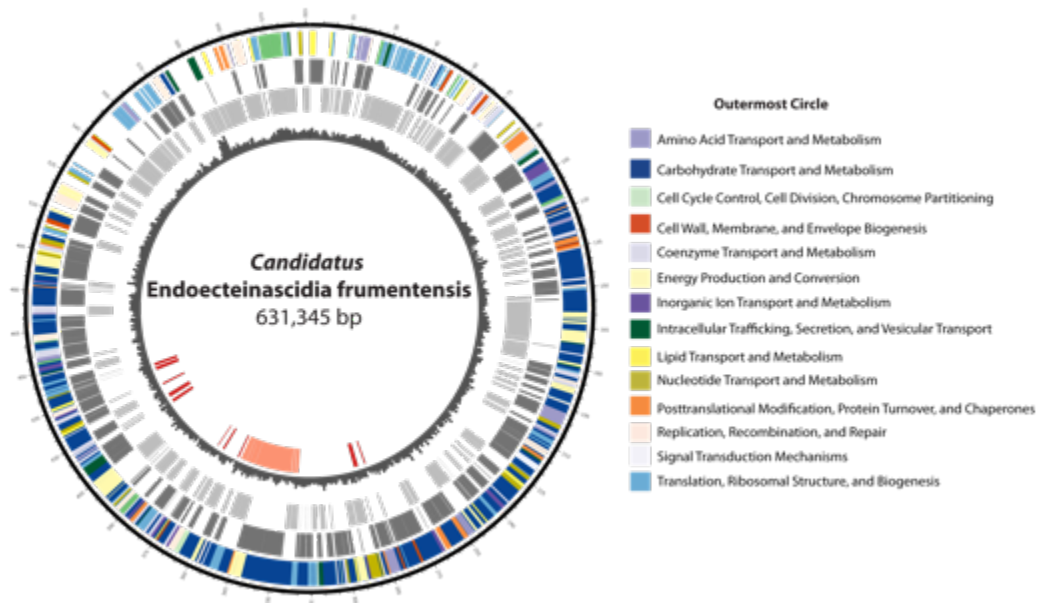 Outermost Circle
Amino Acid Transport and Metabolism
Carbohydrate Transport and Metabolism
Cell Cycle Control, Cell Division, Chromosome Partitioning
Cell Wall, Membrane, and Envelope Biogenesis
Coenzyme Transport and Metabolism
Energy Production and Conversion
Inorganic Ion Transport and Metabolism
Intracellular Trafficking, Secretion, and Vesicular Transport
Lipid Transport and Metabolism
Nucleotide Transport and Metabolism
Posttranslational Modification, Protein Turnover, and Chaperones
Replication, Recombination, and Repair
Signal Transduction Mechanisms
Translation, Ribosomal Structure, and Biogenesis
Candidatus
Endoecteinascidia frumentensis
631,345 bp